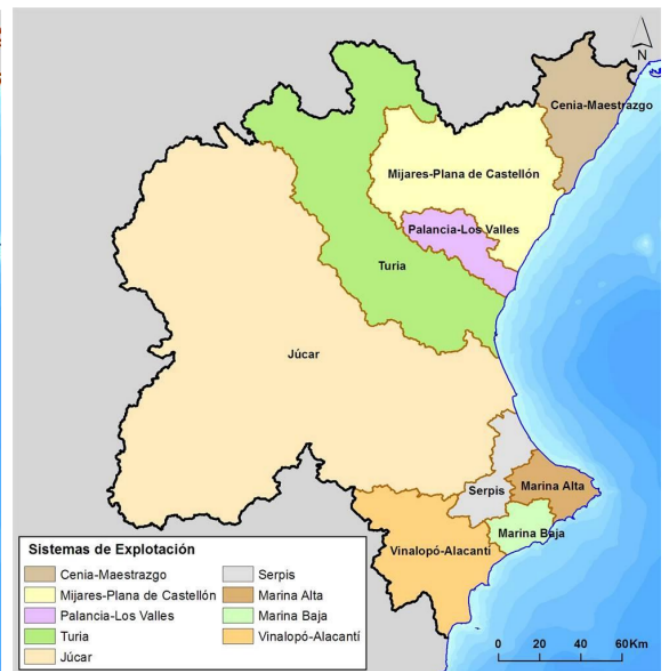 N
Cenia-Maestrazgo
Mijares-Plana de Castellón
Palancia-Los Valles
Turia
Júcar
Serpis
Marina Alta
Marina Baja
Vinalopó-Alacantí
Sistemas de Explotación
Cenia-Maestrazgo
Mijares-Plana de Castellón
Palancia-Los Valles
Turia
Júcar
Serpis
Marina Alta
Marina Baja
Vinalopó-Alacantí
0 20 40 60Km